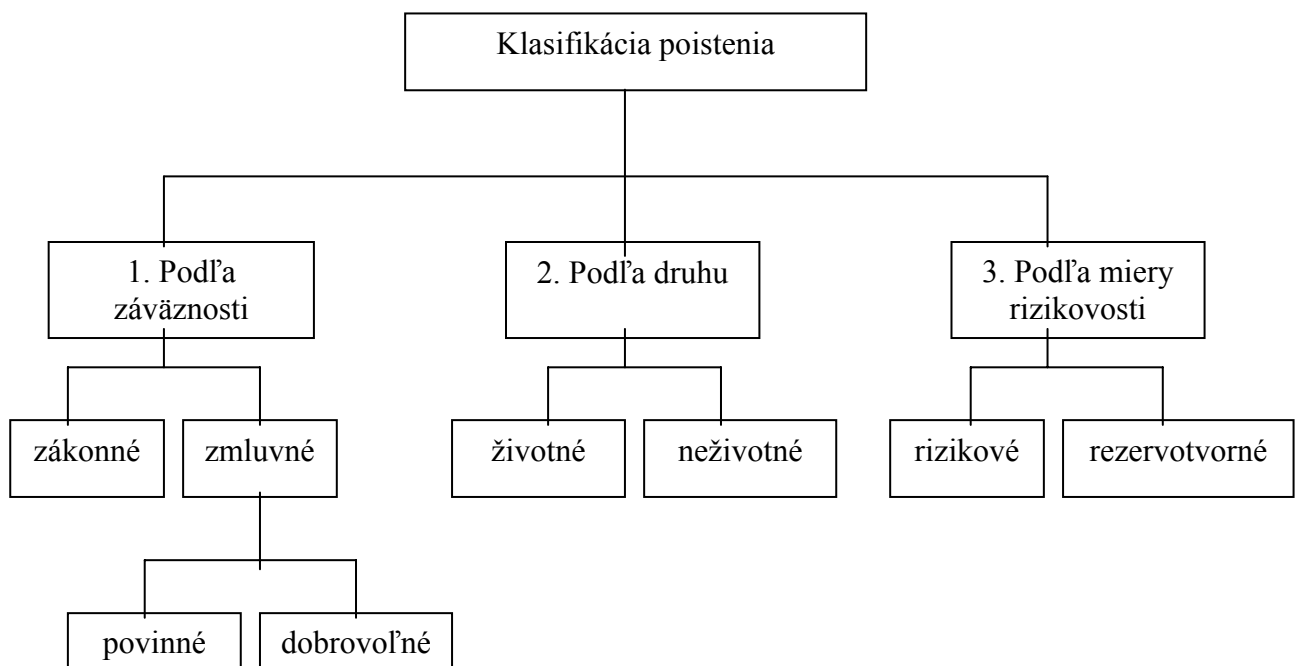 Klasifikácia poistenia
1. Podľa
záväznosti
2. Podľa druhu
3. Podľa miery
rizikovosti
zákonné
zmluvné
životné
neživotné
rizikové
rezervotvorné
povinné
dobrovoľné